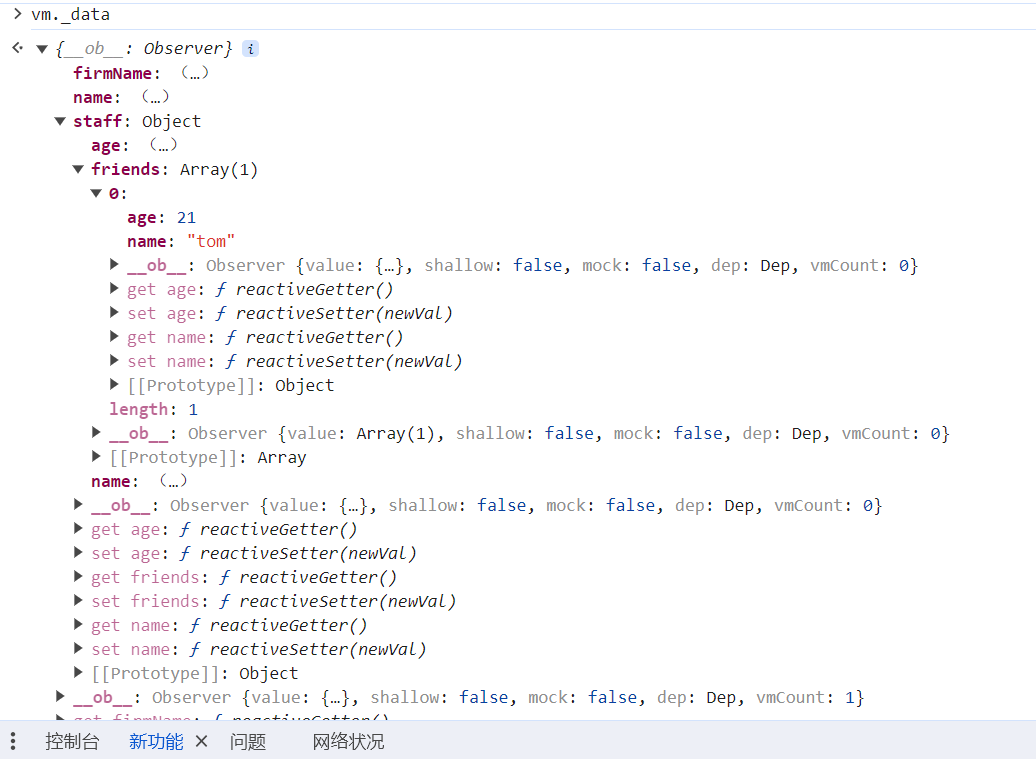 > vm._data
{__ob__: Observer} i
firmName: (…)
name: (…)
staff: Object
age: (…)
friends: Array(1)
0:
age: 21
name: "tom"
__ob__: Observer {value: {…}, shallow: false, mock: false, dep: Dep, vmCount: 0}
get age: ƒ reactiveGetter()
set age: ƒ reactiveSetter(newVal)
get name: ƒ reactiveGetter()
set name: ƒ reactiveSetter(newVal)
[[Prototype]]: Object
length: 1
__ob__: Observer {value: Array(1), shallow: false, mock: false, dep: Dep, vmCount: 0}
[[Prototype]]: Array
name: (…)
__ob__: Observer {value: {…}, shallow: false, mock: false, dep: Dep, vmCount: 0}
get age: ƒ reactiveGetter()
set age: ƒ reactiveSetter(newVal)
get friends: ƒ reactiveGetter()
set friends: ƒ reactiveSetter(newVal)
get name: ƒ reactiveGetter()
set name: ƒ reactiveSetter(newVal)
[[Prototype]]: Object
__ob__: Observer {value: {…}, shallow: false, mock: false, dep: Dep, vmCount: 1}
get firmName: ƒ reactiveGetter()
控制台 新功能 × 问题 网络状况